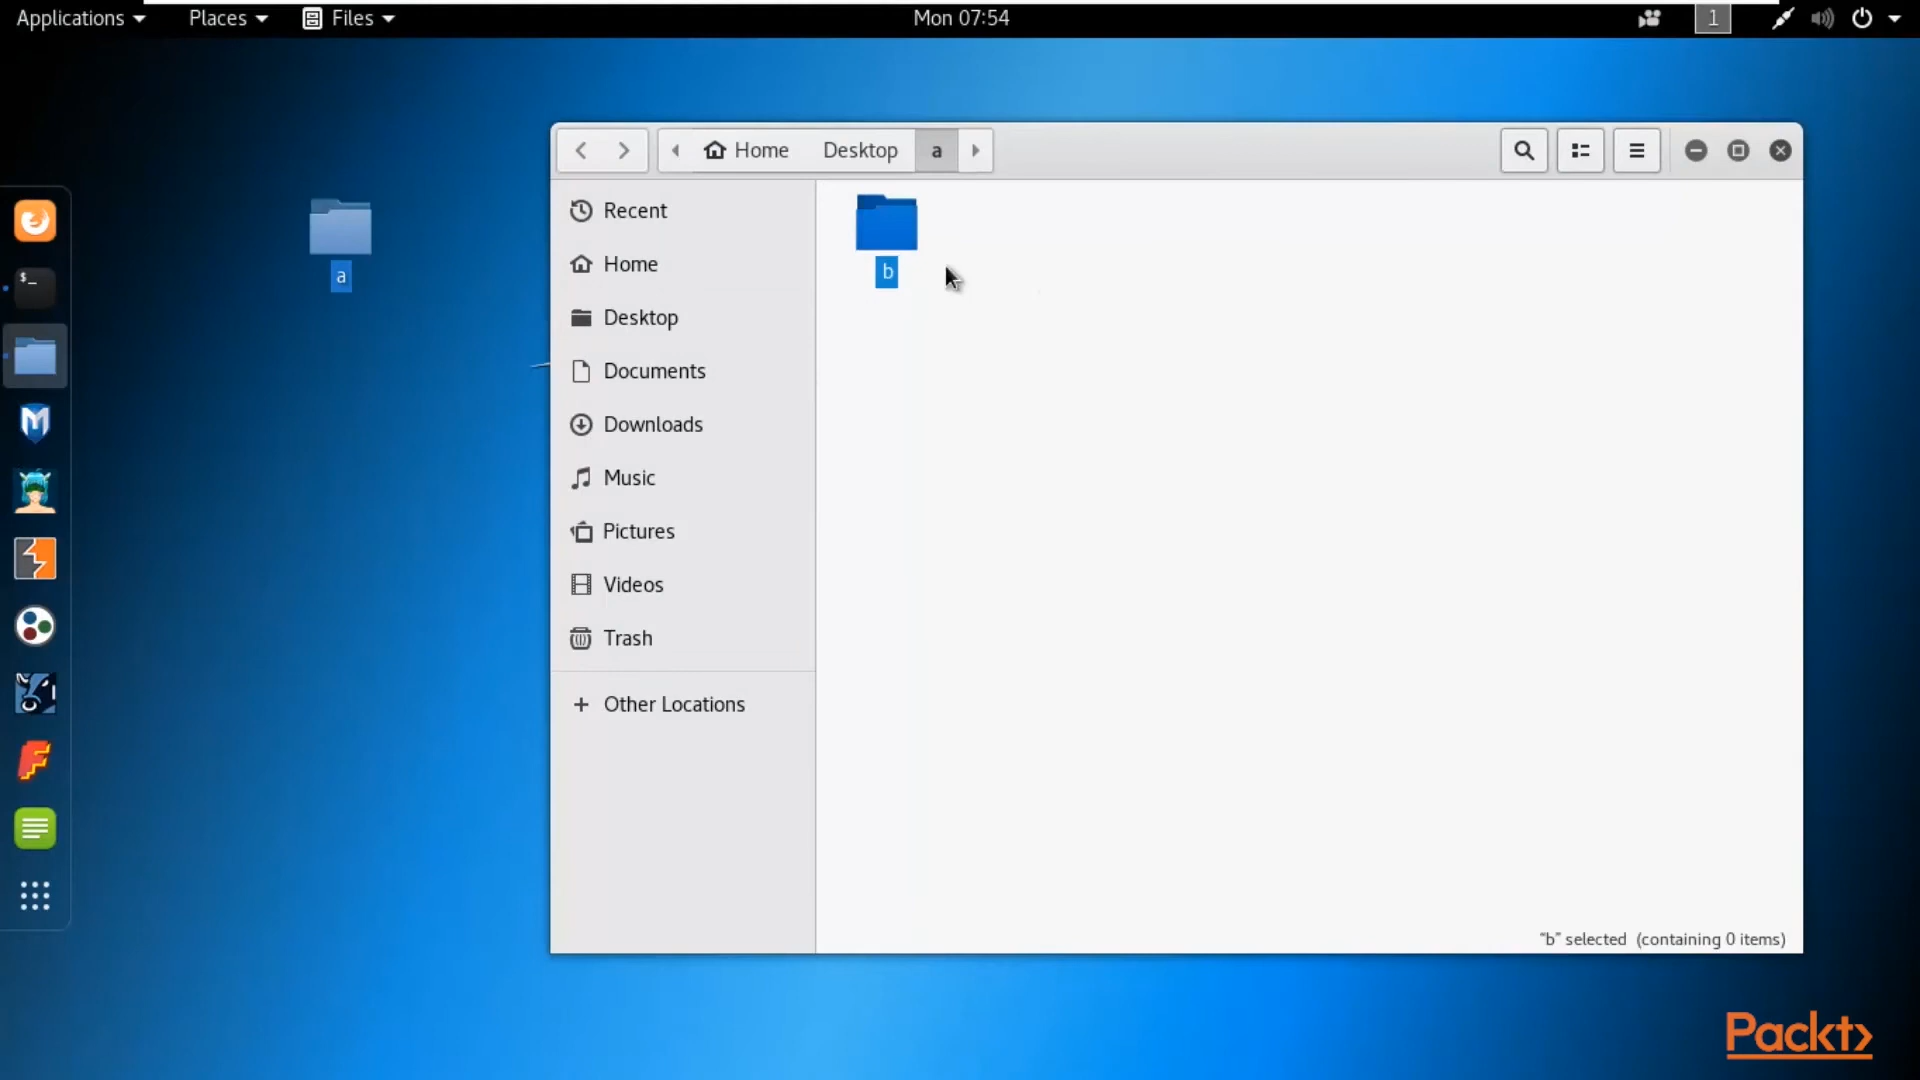 Applications Places Files Mon 07:54 1
Home Desktop a
Recent
Home
Desktop
Documents
Downloads
Music
Pictures
Videos
Trash
Other Locations
a
b
"b" selected (containing 0 items)
Packt>